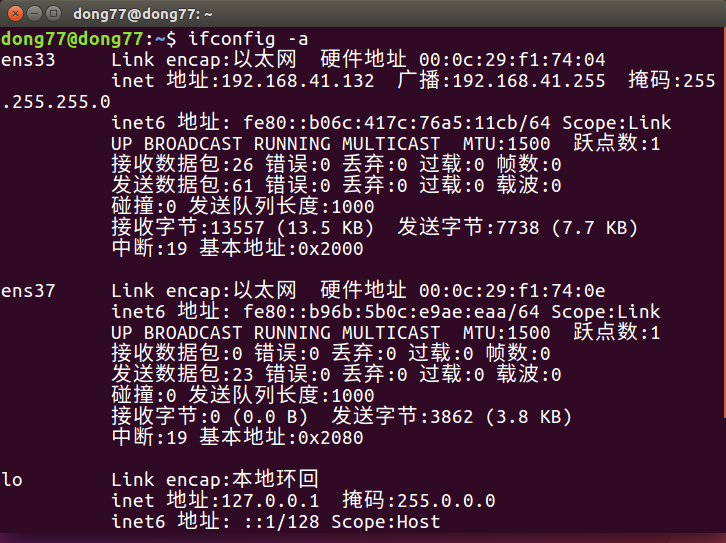 dong77@dong77: ~
dong77@dong77:~$ ifconfig -a
ens33     Link encap:以太网  硬件地址 00:0c:29:f1:74:04
          inet 地址:192.168.41.132  广播:192.168.41.255  掩码:255
.255.255.0
          inet6 地址: fe80::b06c:417c:76a5:11cb/64 Scope:Link
          UP BROADCAST RUNNING MULTICAST  MTU:1500  跃点数:1
          接收数据包:26 错误:0 丢弃:0 过载:0 帧数:0
          发送数据包:61 错误:0 丢弃:0 过载:0 载波:0
          碰撞:0 发送队列长度:1000
          接收字节:13557 (13.5 KB)  发送字节:7738 (7.7 KB)
          中断:19 基本地址:0x2000
ens37     Link encap:以太网  硬件地址 00:0c:29:f1:74:0e
          inet6 地址: fe80::b96b:5b0c:e9ae:eaa/64 Scope:Link
          UP BROADCAST RUNNING MULTICAST  MTU:1500  跃点数:1
          接收数据包:0 错误:0 丢弃:0 过载:0 帧数:0
          发送数据包:23 错误:0 丢弃:0 过载:0 载波:0
          碰撞:0 发送队列长度:1000
          接收字节:0 (0.0 B)  发送字节:3862 (3.8 KB)
          中断:19 基本地址:0x2080
lo        Link encap:本地环回
          inet 地址:127.0.0.1  掩码:255.0.0.0
          inet6 地址: ::1/128 Scope:Host